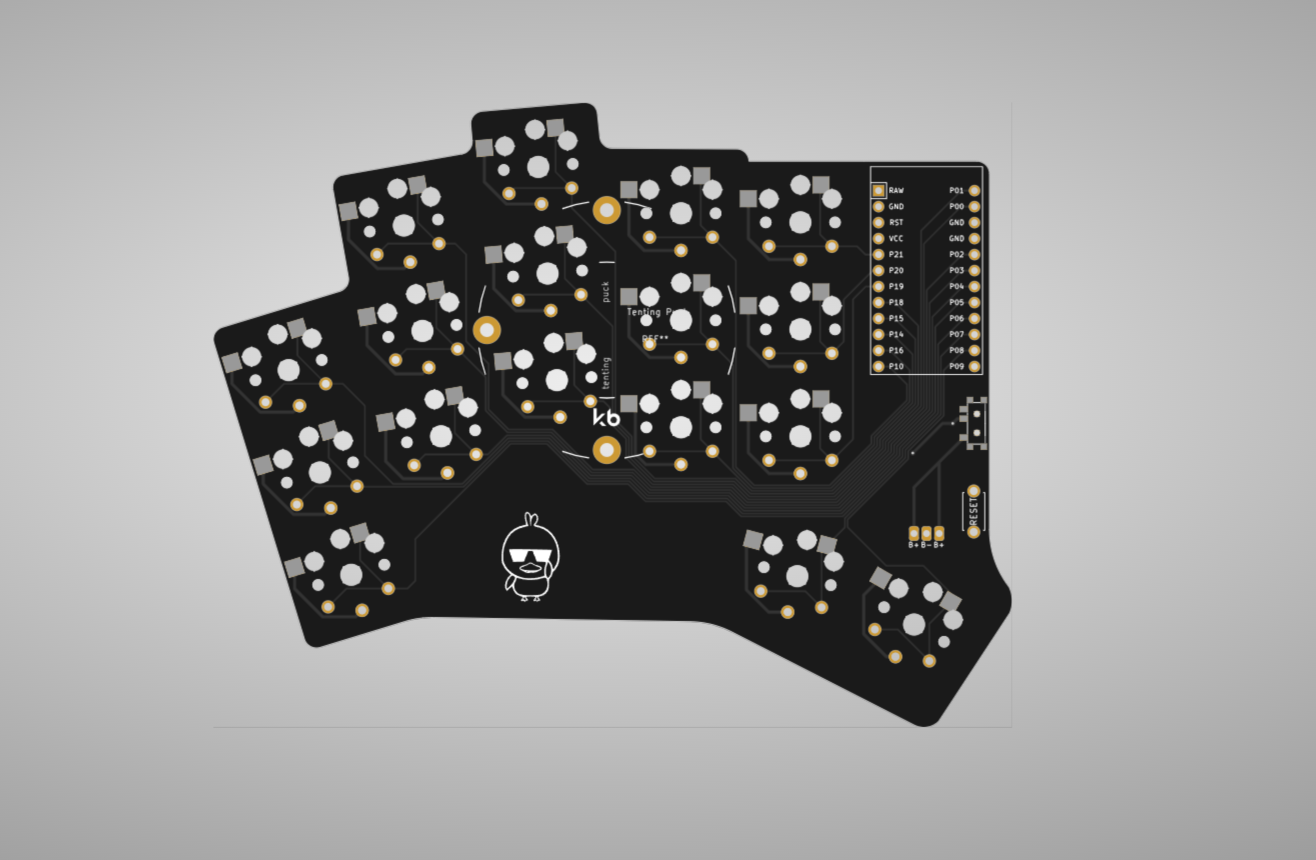 RAW P01
GND P00
RST GND
VCC GND
P21 P02
P20 P03
P19 P04
P18 P05
P15 P06
P14 P07
P16 P08
P10 P09
puck
tenting
kb
RESET
B+ B- B+